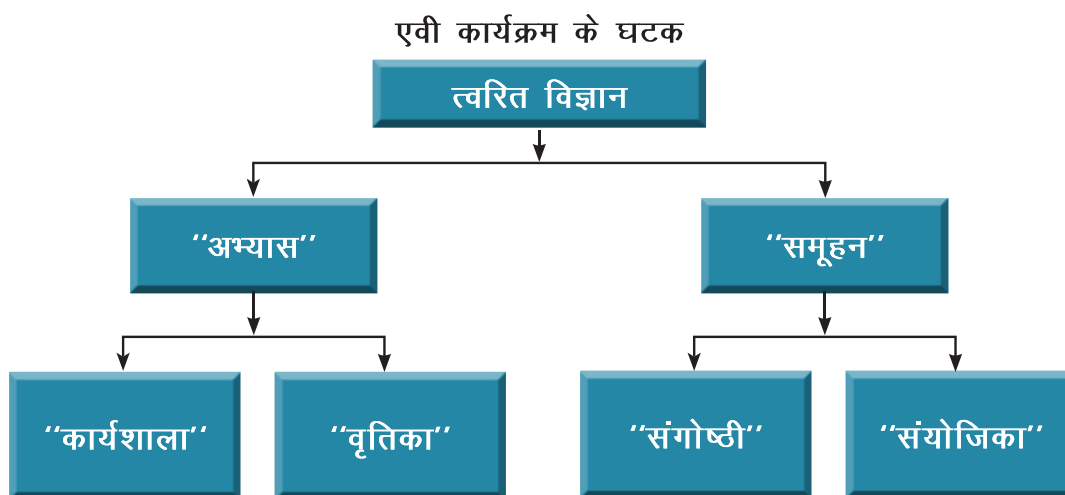 एवी कार्यक्रम के घटक
त्वरित विज्ञान
“अभ्यास”
“समूहन”
“कार्यशाला”
“वृतिका”
“संगोष्ठी”
“संयोजिका”